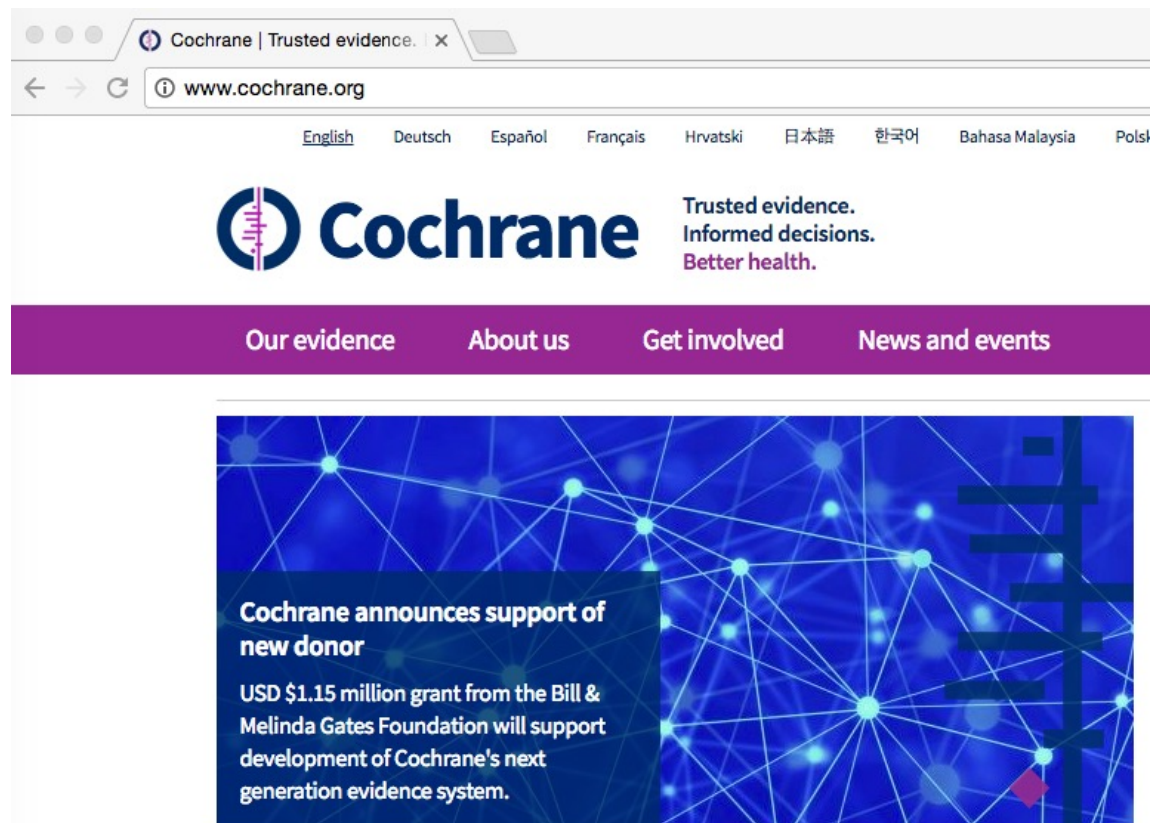 Cochrane | Trusted evidence.
www.cochrane.org
English Deutsch Español Français Hrvatski 日本語 한국어 Bahasa Malaysia Polsk
Cochrane
Trusted evidence.
Informed decisions.
Better health.
Our evidence About us Get involved News and events
Cochrane announces support of
new donor
USD $1.15 million grant from the Bill &
Melinda Gates Foundation will support
development of Cochrane's next
generation evidence system.